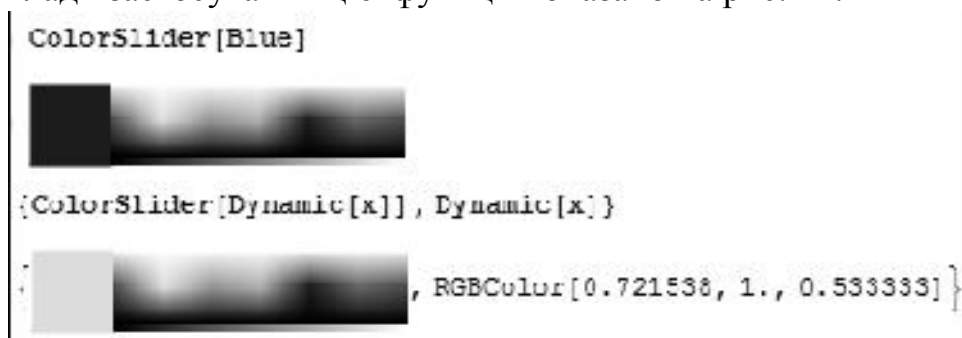 ColorSlider[Blue]
{ColorSlider[Dynamic[x]], Dynamic[x]}
{ , RGBColor[0.721538, 1., 0.533333]}